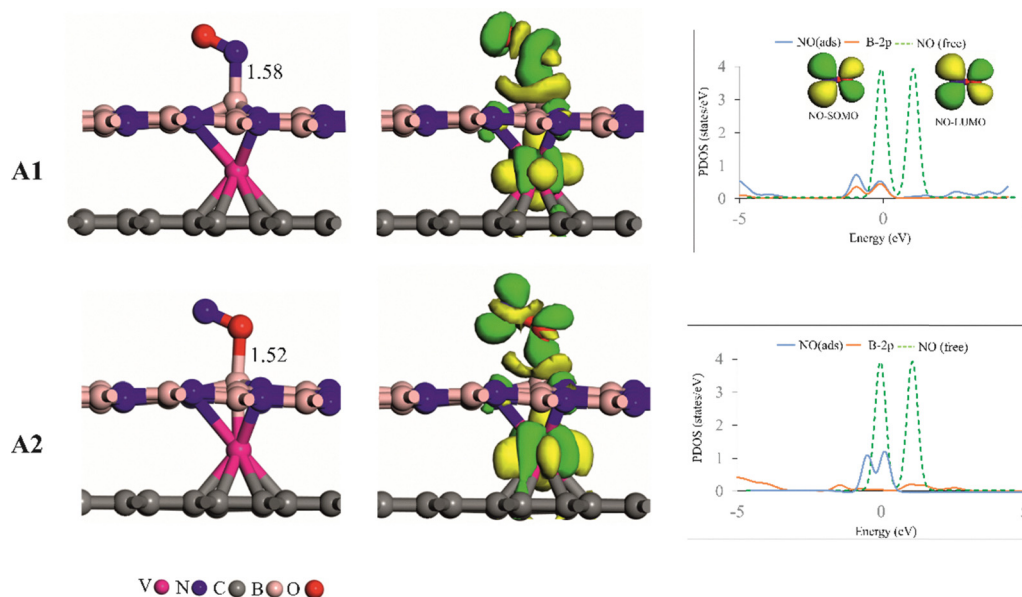 A1
1.58
NO(ads) B-2p NO (free)
4
3
2
1
0
PDOS (states/eV)
NO-SOMO NO-LUMO
-5 0
Energy (eV)
A2
1.52
NO(ads) B-2p NO (free)
4
3
2
1
0
PDOS (states/eV)
-5 0
Energy (eV)
V N C B O